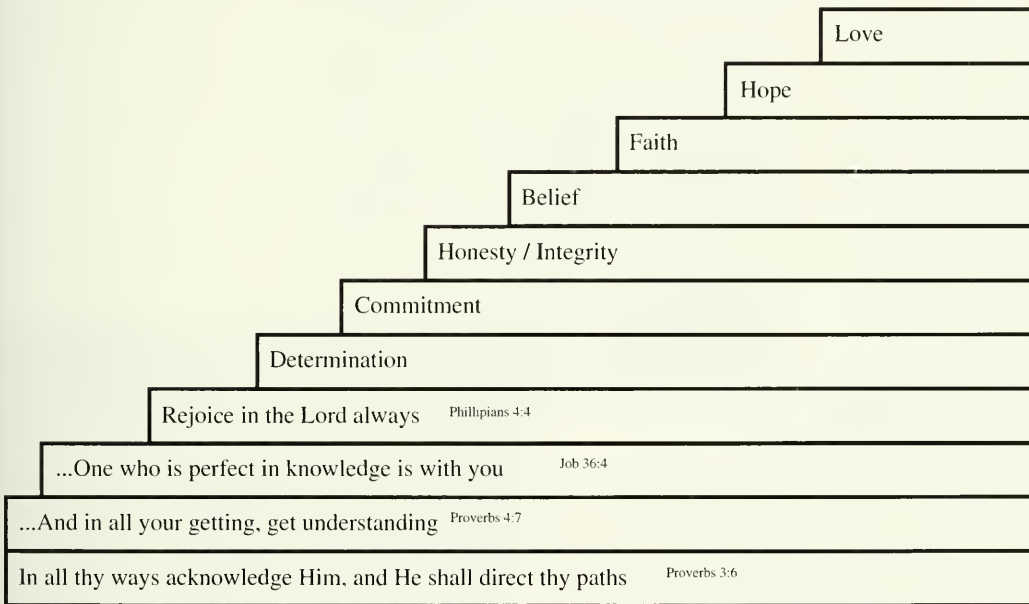 Love
Hope
Faith
Belief
Honesty / Integrity
Commitment
Determination
Rejoice in the Lord always Phillipians 4:4
...One who is perfect in knowledge is with you Job 36:4
...And in all your getting, get understanding Proverbs 4:7
In all thy ways acknowledge Him, and He shall direct thy paths Proverbs 3:6